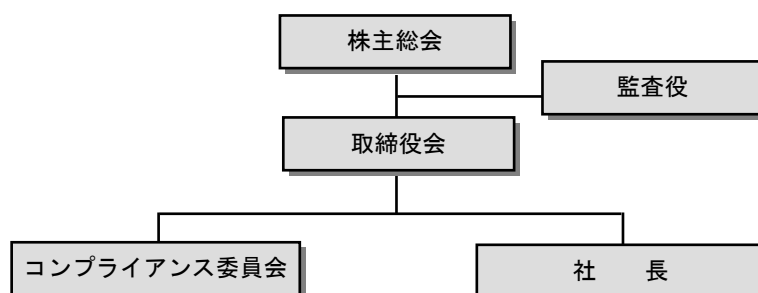 株主総会
監査役
取締役会
コンプライアンス委員会
社　　長